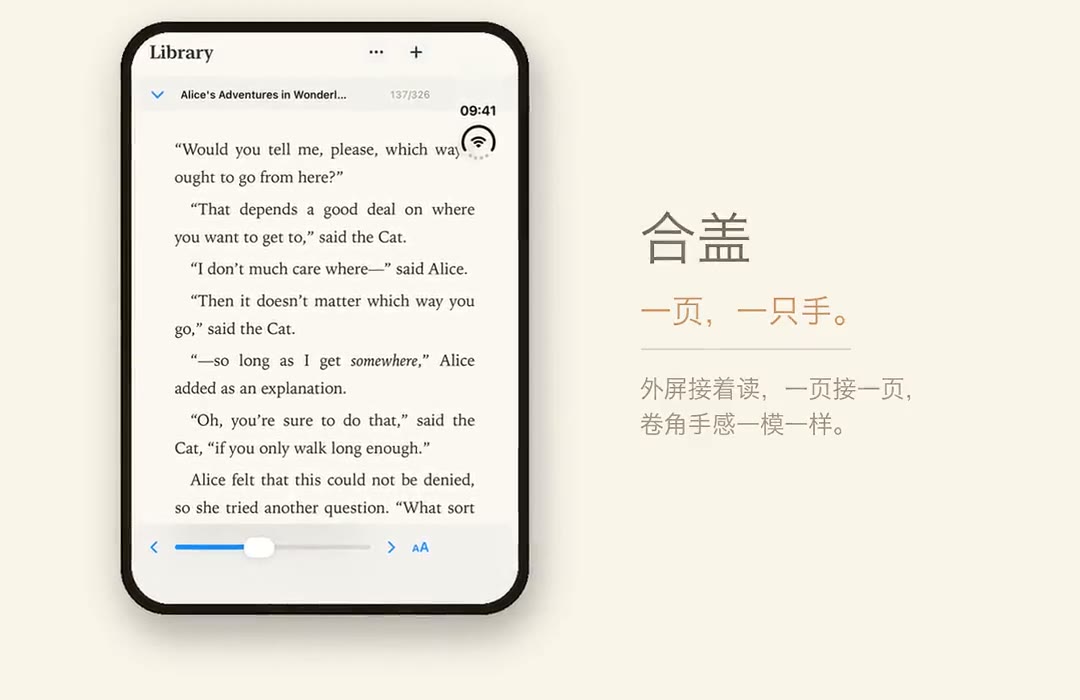 Library
··· +
Alice's Adventures in Wonderl... 137/326
09:41
“Would you tell me, please, which way
ought to go from here?”
“That depends a good deal on where
you want to get to,” said the Cat.
“I don’t much care where—” said Alice.
“Then it doesn’t matter which way you
go,” said the Cat.
“—so long as I get somewhere,” Alice
added as an explanation.
“Oh, you’re sure to do that,” said the
Cat, “if you only walk long enough.”
Alice felt that this could not be denied,
so she tried another question. “What sort
AA
合盖
一页，一只手。
外屏接着读，一页接一页，
卷角手感一模一样。